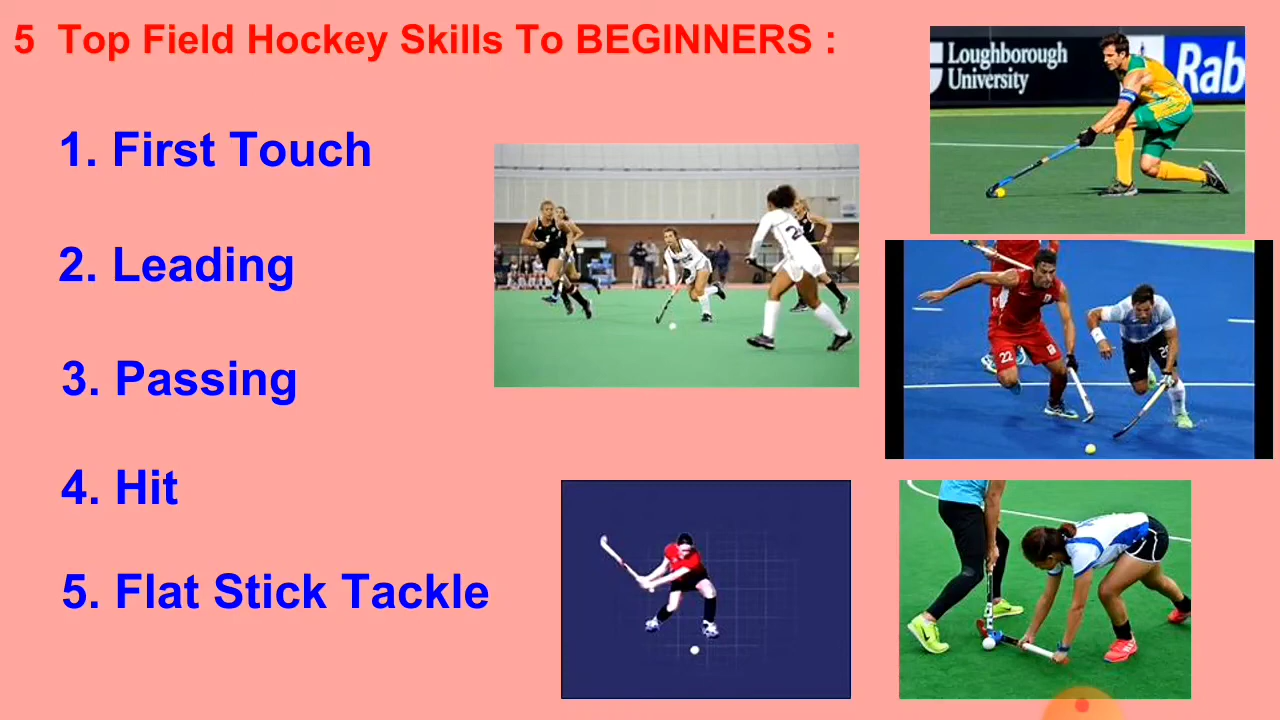 5 Top Field Hockey Skills To BEGINNERS :
1. First Touch
2. Leading
3. Passing
4. Hit
5. Flat Stick Tackle
Loughborough
University
Rab
22